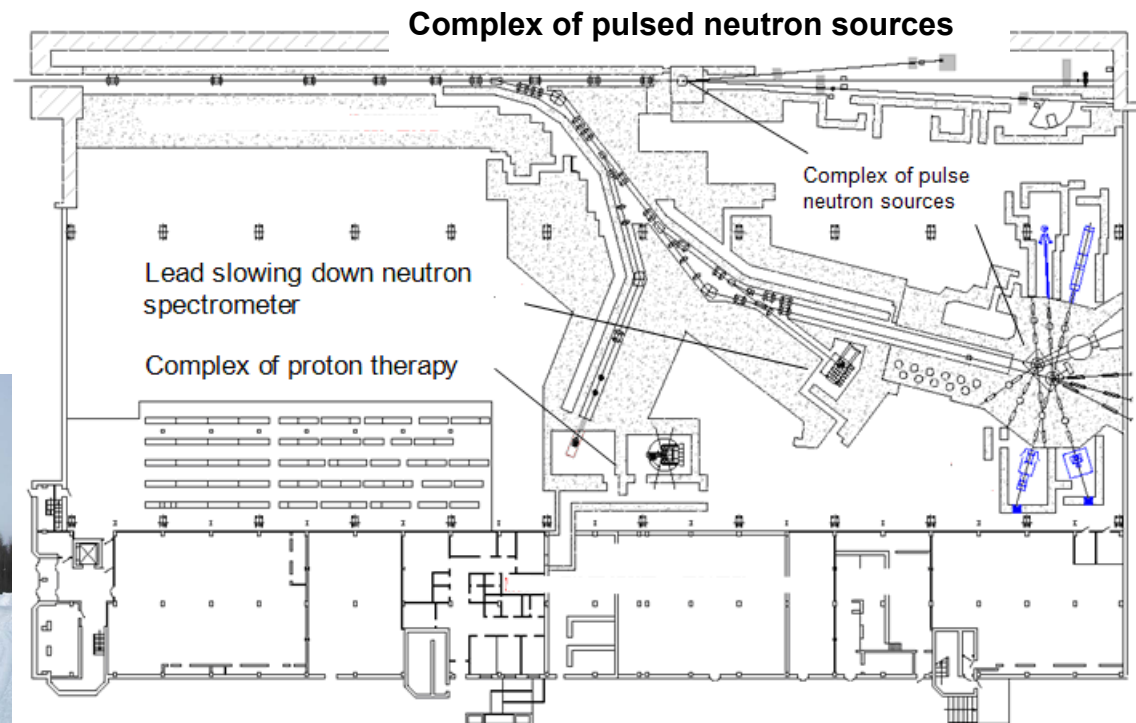 Complex of pulsed neutron sources
Complex of pulse
neutron sources
Lead slowing down neutron
spectrometer
Complex of proton therapy